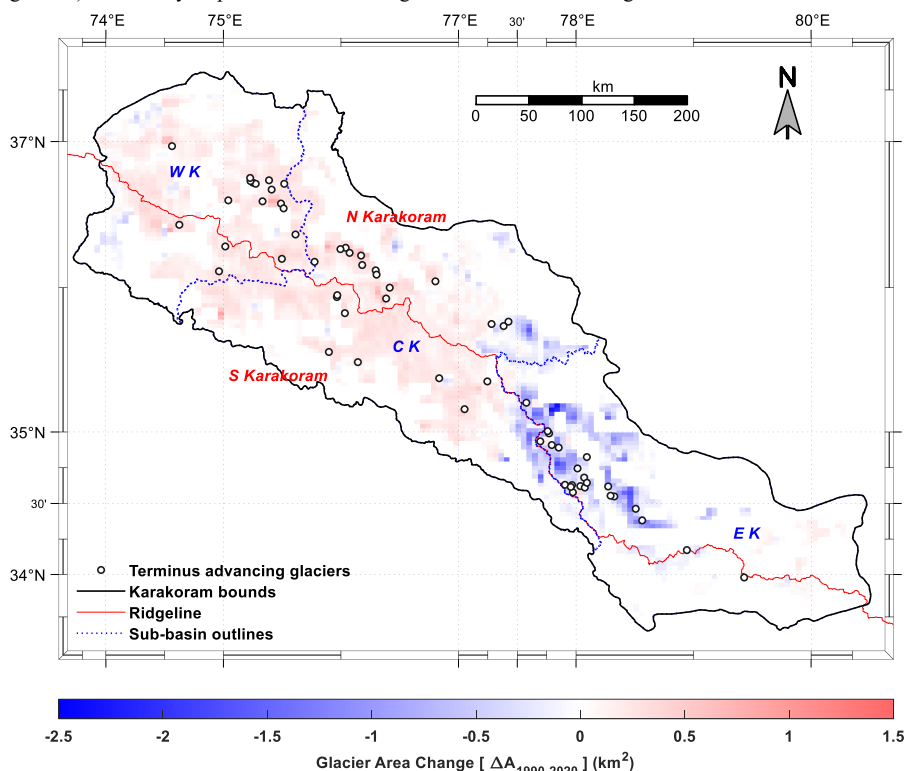 74°E 75°E 77°E 30' 78°E 80°E
km
0 50 100 150 200
N
37°N
W K
N Karakoram
C K
S Karakoram
35°N
30'
E K
34°N
Terminus advancing glaciers
Karakoram bounds
Ridgeline
Sub-basin outlines
-2.5 -2 -1.5 -1 -0.5 0 0.5 1 1.5
Glacier Area Change [ ΔA1990-2020 ] (km²)